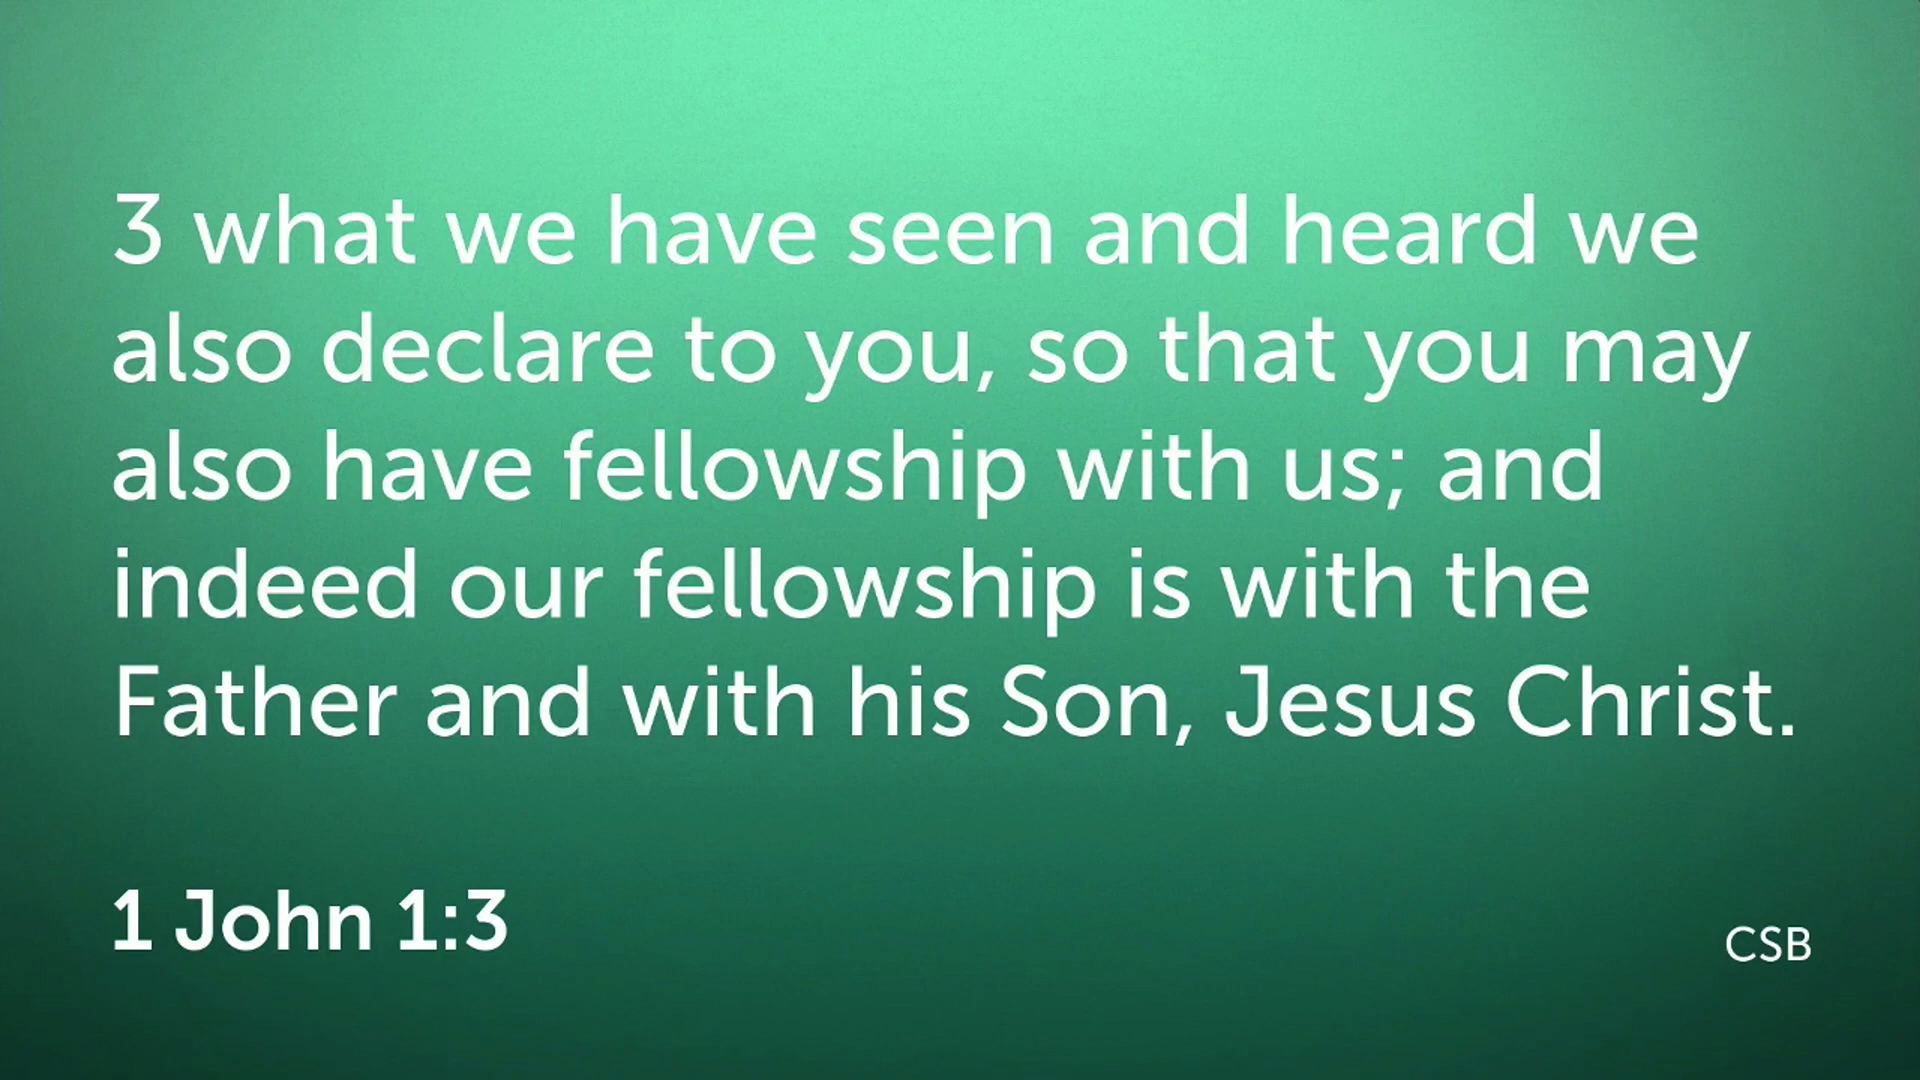 3 what we have seen and heard we
also declare to you, so that you may
also have fellowship with us; and
indeed our fellowship is with the
Father and with his Son, Jesus Christ.
1 John 1:3
CSB